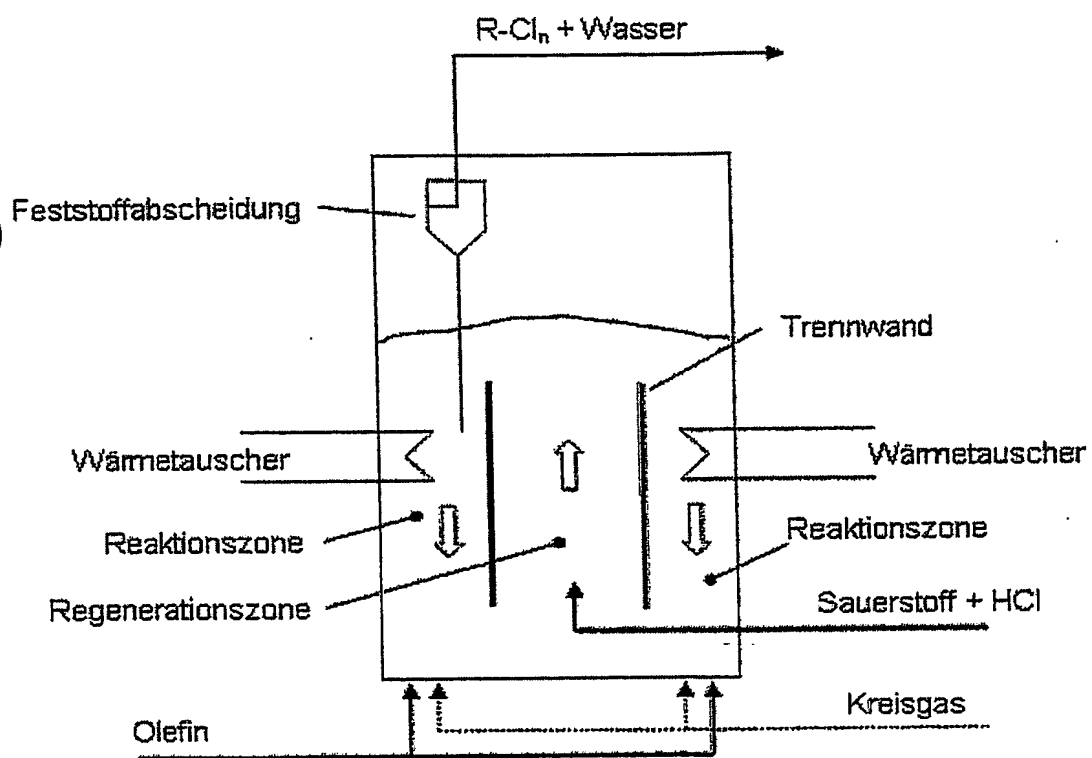 R-Clₙ + Wasser
Feststoffabscheidung
Trennwand
Wärmetauscher
Wärmetauscher
Reaktionszone
Reaktionszone
Regenerationszone
Sauerstoff + HCl
Kreisgas
Olefin